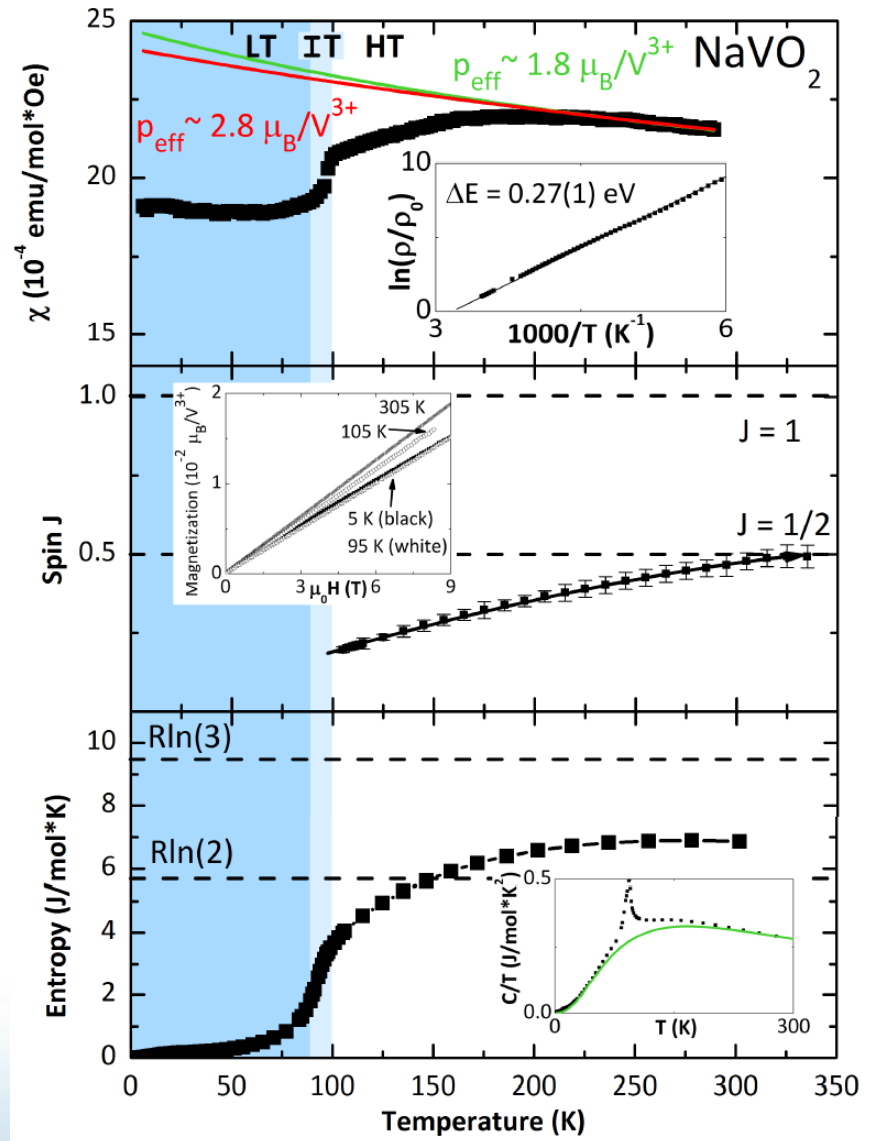 LT IT HT
NaVO2
p_eff ~ 1.8 μB/V3+
p_eff ~ 2.8 μB/V3+
25
20
15
χ (10-4 emu/mol*Oe)
ΔE = 0.27(1) eV
10
0
ln(ρ/ρ0)
3 6
1000/T (K-1)
1.0
0.5
Spin J
J = 1
J = 1/2
2
1
0
Magnetization (10-2 μB/V3+)
305 K
105 K
5 K (black)
95 K (white)
0 3 6 9
μ0H (T)
10
8
6
4
2
0
Entropy (J/mol*K)
Rln(3)
Rln(2)
0.5
0.0
C/T (J/mol*K2)
0 300
T (K)
0 50 100 150 200 250 300 350
Temperature (K)